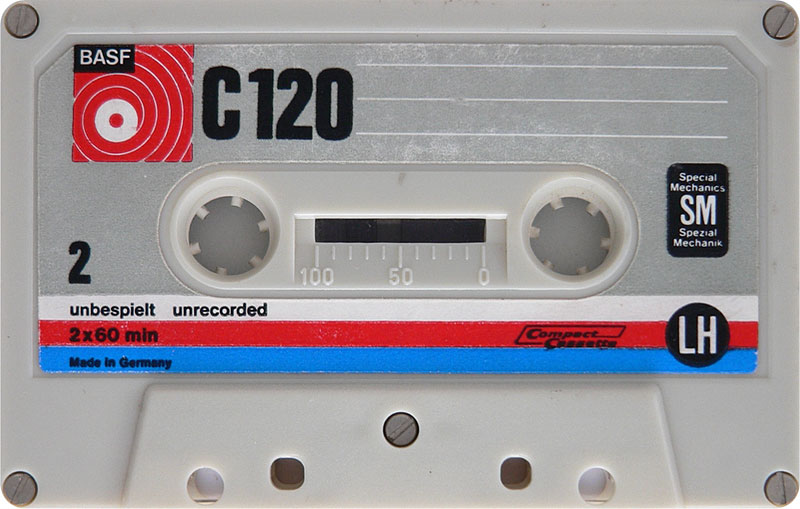 BASF
C120
Special
Mechanics
SM
Spezial
Mechanik
2
100 50 0
unbespielt unrecorded
2x60 min
Compact
Cassette
LH
Made in Germany